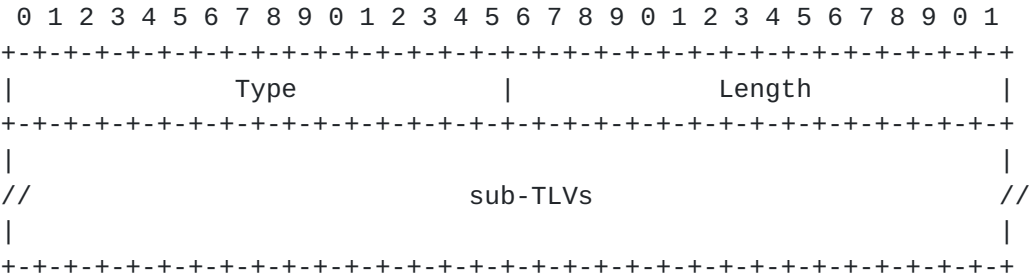 0 1 2 3 4 5 6 7 8 9 0 1 2 3 4 5 6 7 8 9 0 1 2 3 4 5 6 7 8 9 0 1
+-+-+-+-+-+-+-+-+-+-+-+-+-+-+-+-+-+-+-+-+-+-+-+-+-+-+-+-+-+-+-+-+
|              Type             |             Length            |
+-+-+-+-+-+-+-+-+-+-+-+-+-+-+-+-+-+-+-+-+-+-+-+-+-+-+-+-+-+-+-+-+
|                                                               |
//                            sub-TLVs                          //
|                                                               |
+-+-+-+-+-+-+-+-+-+-+-+-+-+-+-+-+-+-+-+-+-+-+-+-+-+-+-+-+-+-+-+-+